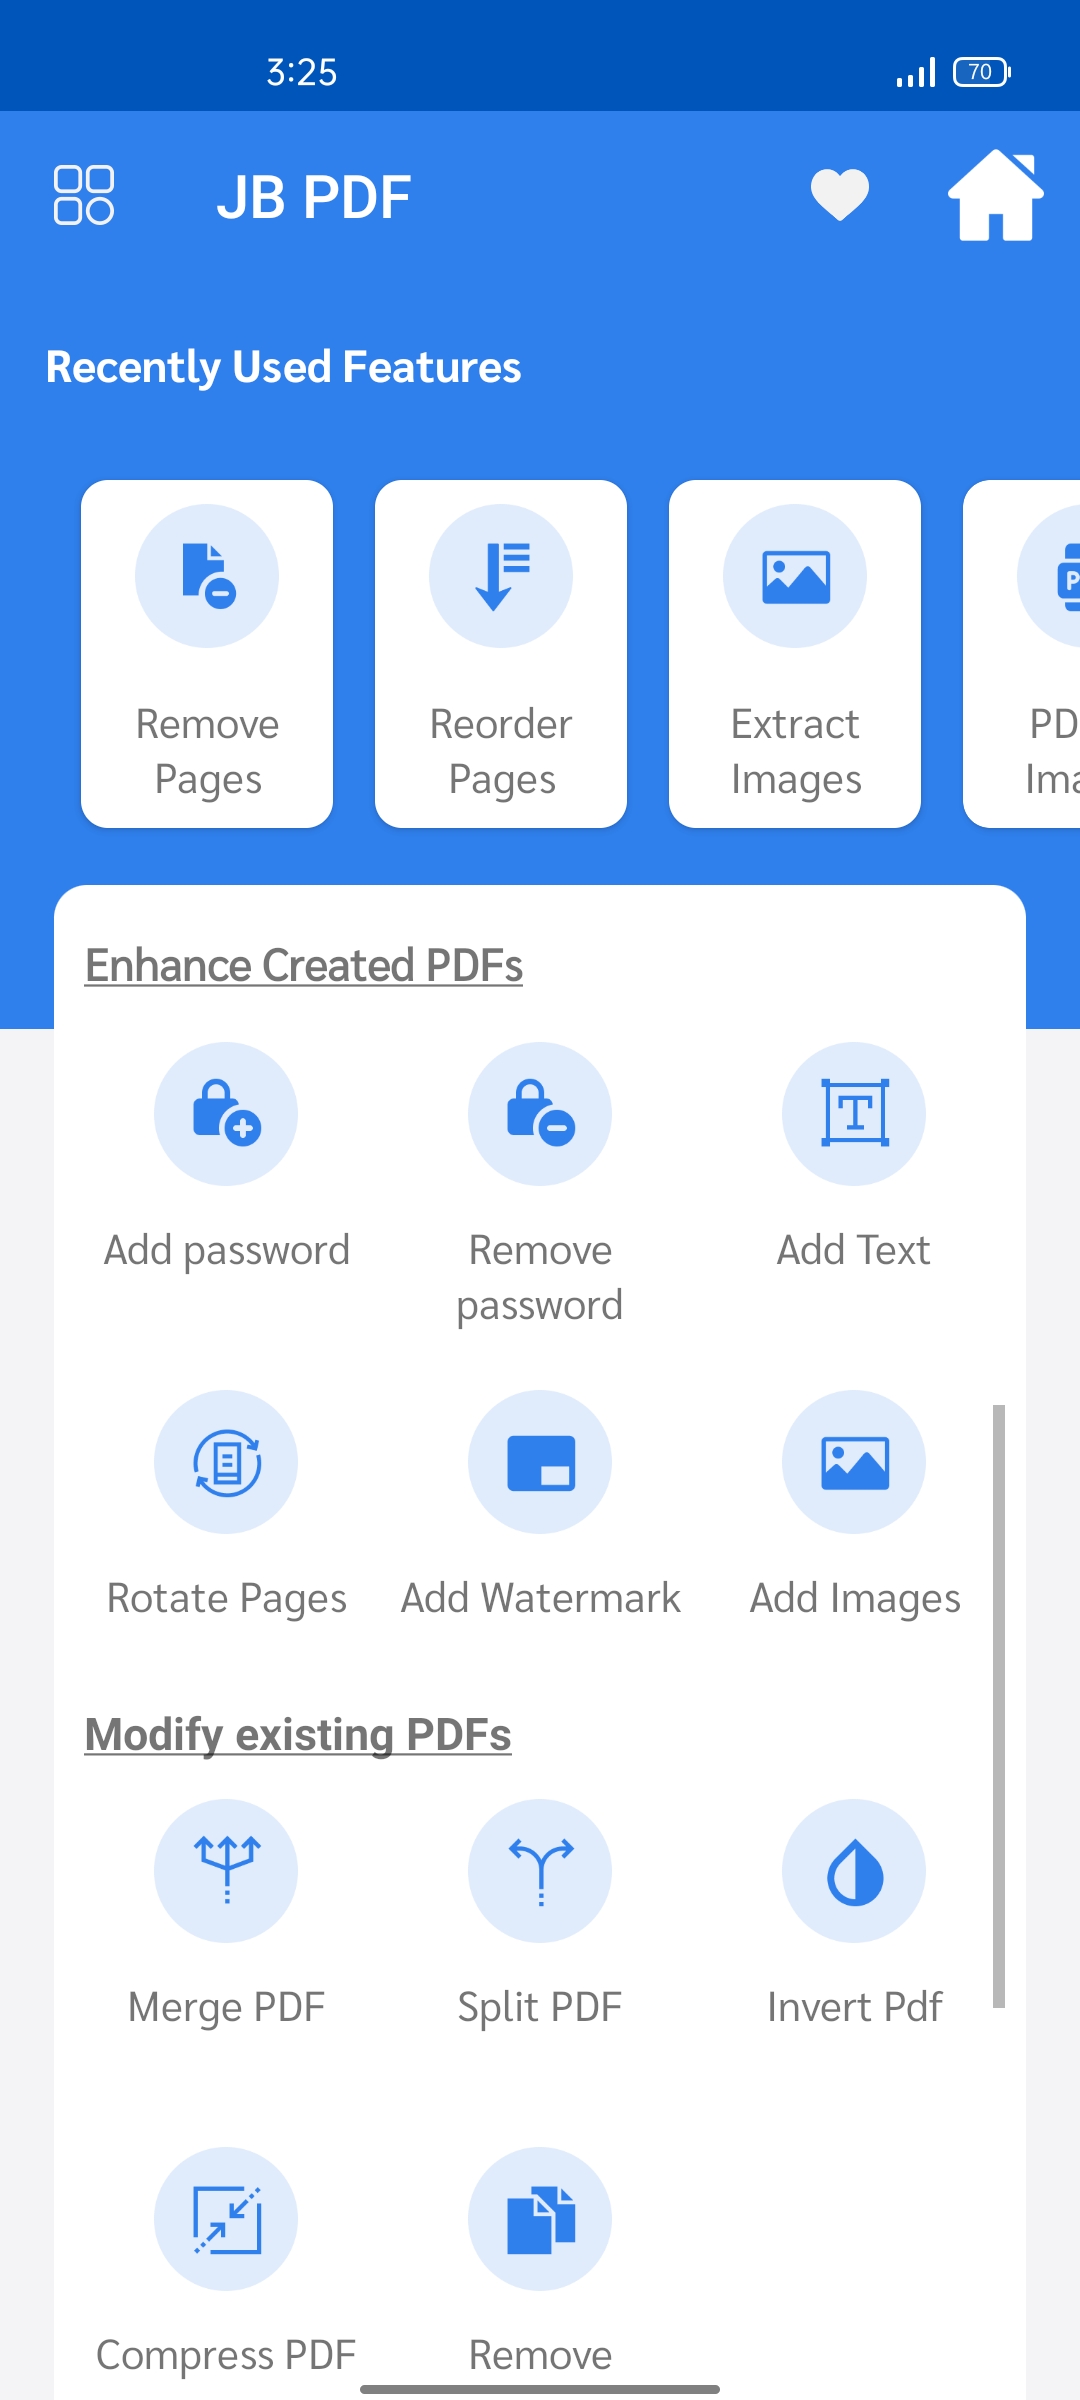 3:25
70
JB PDF
Recently Used Features
Remove
Pages
Reorder
Pages
Extract
Images
PD
Ima
Enhance Created PDFs
Add password
Remove
password
Add Text
Rotate Pages
Add Watermark
Add Images
Modify existing PDFs
Merge PDF
Split PDF
Invert Pdf
Compress PDF
Remove